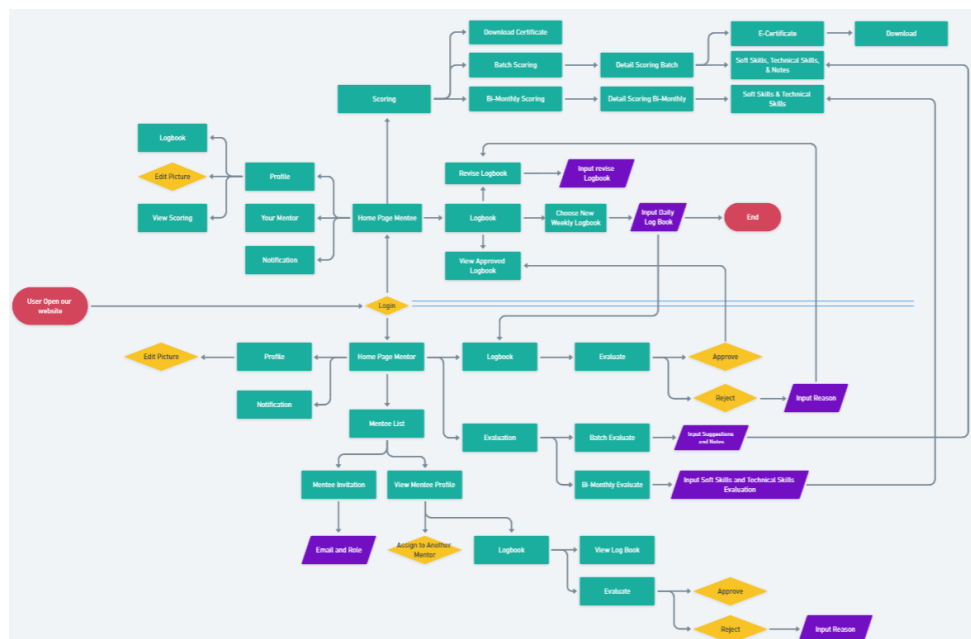 Download Certificate
E-Certificate
Download
Batch Scoring
Detail Scoring Batch
Soft Skills, Technical Skills,
& Notes
Scoring
Bi-Monthly Scoring
Detail Scoring Bi-Monthly
Soft Skills & Technical
Skills
Logbook
Edit Picture
Profile
Revise Logbook
Input revise
Logbook
View Scoring
Your Mentor
Home Page Mentee
Logbook
Choose New
Weekly Logbook
Input Daily
Log Book
End
Notification
View Approved
Logbook
User Open our
website
Login
Edit Picture
Profile
Home Page Mentor
Logbook
Evaluate
Approve
Notification
Reject
Input Reason
Mentee List
Evaluation
Batch Evaluate
Input Suggestions
and Notes
Mentee Invitation
View Mentee Profile
Bi-Monthly Evaluate
Input Soft Skills and Technical Skills
Evaluation
Email and Role
Assign to Another
Mentor
Logbook
View Log Book
Evaluate
Approve
Reject
Input Reason